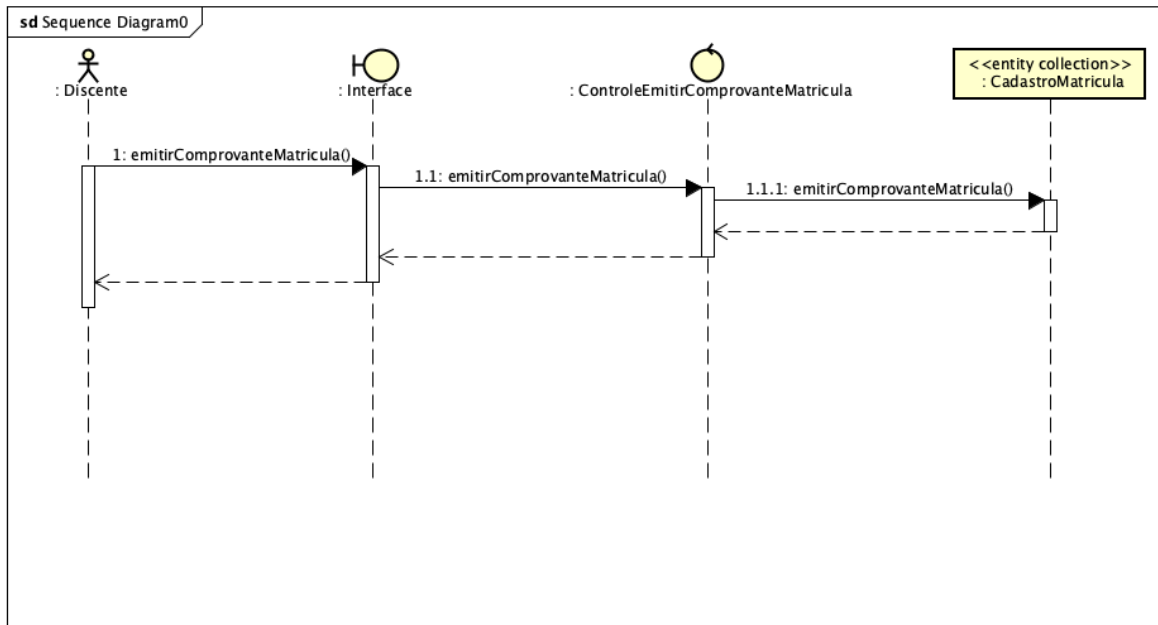 sd Sequence Diagram0
: Discente
: Interface
: ControleEmitirComprovanteMatricula
<<entity collection>>
: CadastroMatricula
1: emitirComprovanteMatricula()
1.1: emitirComprovanteMatricula()
1.1.1: emitirComprovanteMatricula()